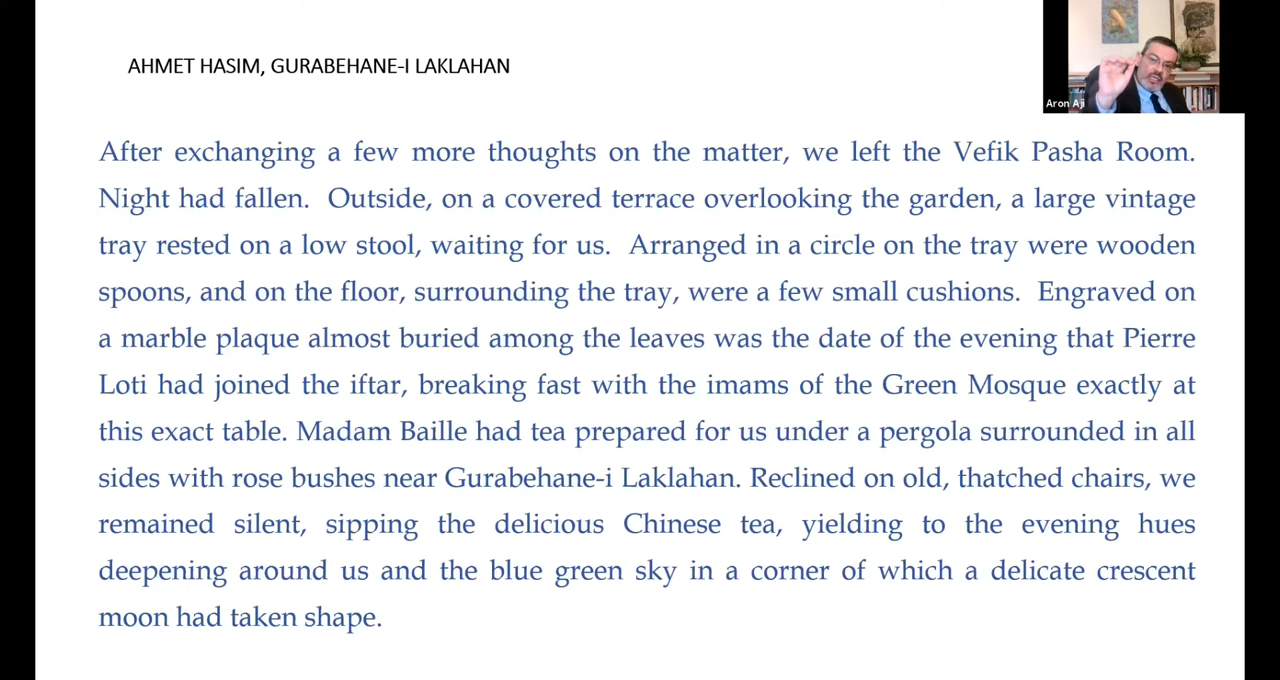 AHMET HASIM, GURABEHANE-I LAKLAHAN
Aron Aji
After exchanging a few more thoughts on the matter, we left the Vefik Pasha Room.
Night had fallen. Outside, on a covered terrace overlooking the garden, a large vintage
tray rested on a low stool, waiting for us. Arranged in a circle on the tray were wooden
spoons, and on the floor, surrounding the tray, were a few small cushions. Engraved on
a marble plaque almost buried among the leaves was the date of the evening that Pierre
Loti had joined the iftar, breaking fast with the imams of the Green Mosque exactly at
this exact table. Madam Baille had tea prepared for us under a pergola surrounded in all
sides with rose bushes near Gurabehane-i Laklahan. Reclined on old, thatched chairs, we
remained silent, sipping the delicious Chinese tea, yielding to the evening hues
deepening around us and the blue green sky in a corner of which a delicate crescent
moon had taken shape.